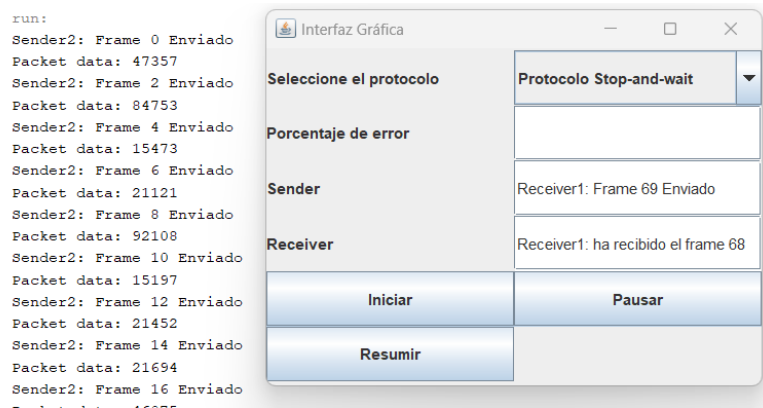 run:
Sender2: Frame 0 Enviado
Packet data: 47357
Sender2: Frame 2 Enviado
Packet data: 84753
Sender2: Frame 4 Enviado
Packet data: 15473
Sender2: Frame 6 Enviado
Packet data: 21121
Sender2: Frame 8 Enviado
Packet data: 92108
Sender2: Frame 10 Enviado
Packet data: 15197
Sender2: Frame 12 Enviado
Packet data: 21452
Sender2: Frame 14 Enviado
Packet data: 21694
Sender2: Frame 16 Enviado
Interfaz Gráfica
Seleccione el protocolo Protocolo Stop-and-wait
Porcentaje de error
Sender Receiver1: Frame 69 Enviado
Receiver Receiver1: ha recibido el frame 68
Iniciar Pausar
Resumir